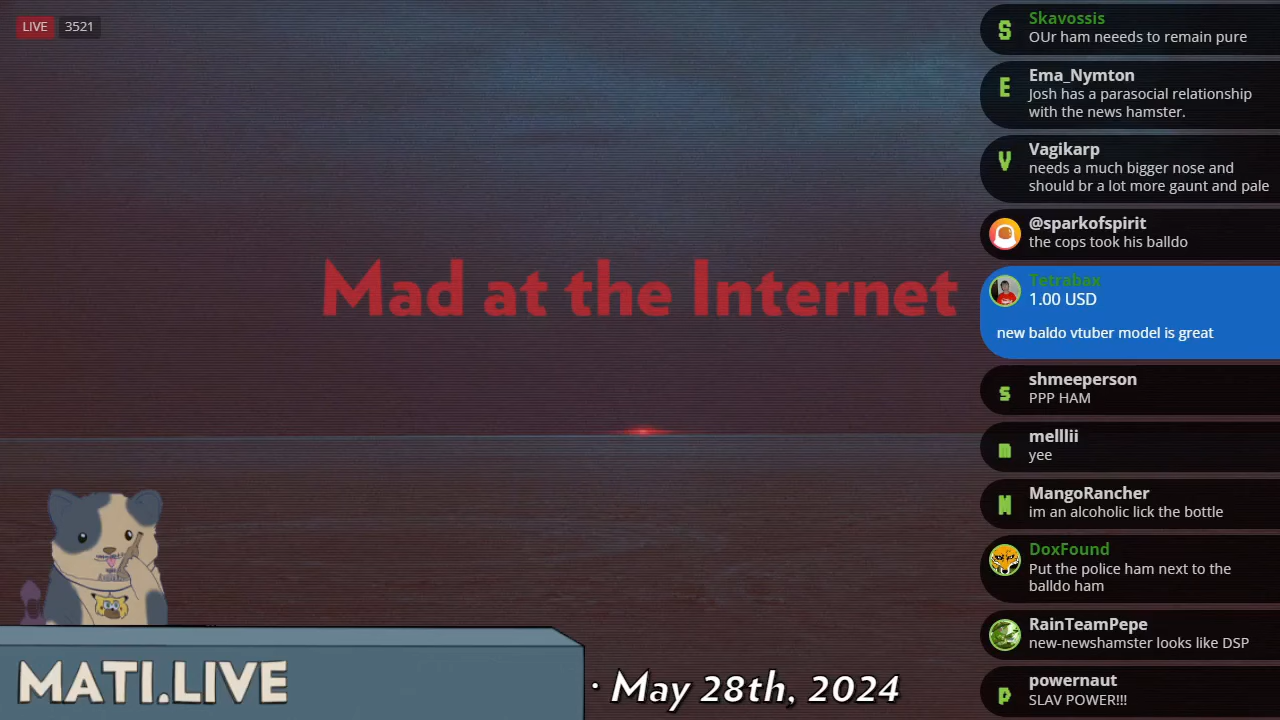 LIVE 3521
Mad at the Internet
MATI.LIVE
· May 28th, 2024
S
Skavossis
OUr ham neeeds to remain pure
E
Ema_Nymton
Josh has a parasocial relationship
with the news hamster.
V
Vagikarp
needs a much bigger nose and
should br a lot more gaunt and pale
@sparkofspirit
the cops took his balldo
Tetrabax
1.00 USD
new baldo vtuber model is great
s
shmeeperson
PPP HAM
m
melllii
yee
M
MangoRancher
im an alcoholic lick the bottle
DoxFound
Put the police ham next to the
balldo ham
RainTeamPepe
new-newshamster looks like DSP
p
powernaut
SLAV POWER!!!